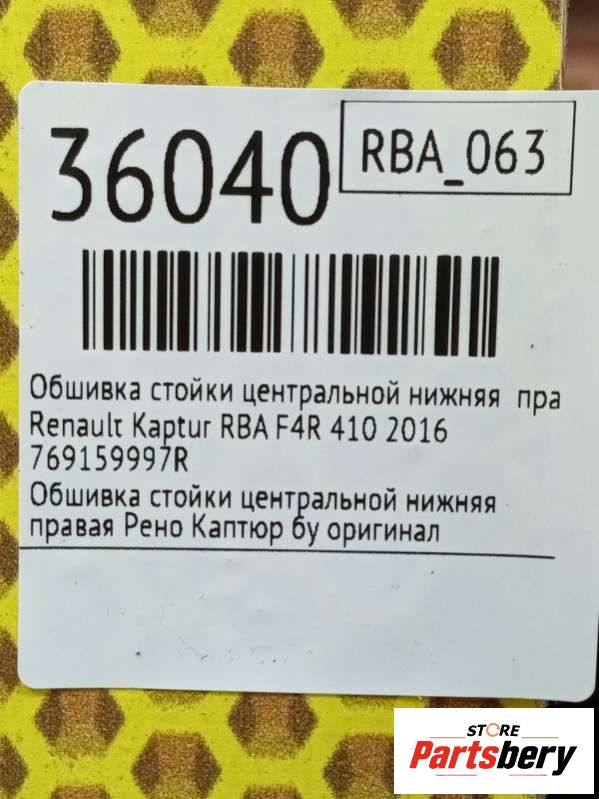 36040
RBA_063
Обшивка стойки центральной нижняя пра
Renault Kaptur RBA F4R 410 2016
769159997R
Обшивка стойки центральной нижняя
правая Рено Каптюр бу оригинал
STORE
Partsbery